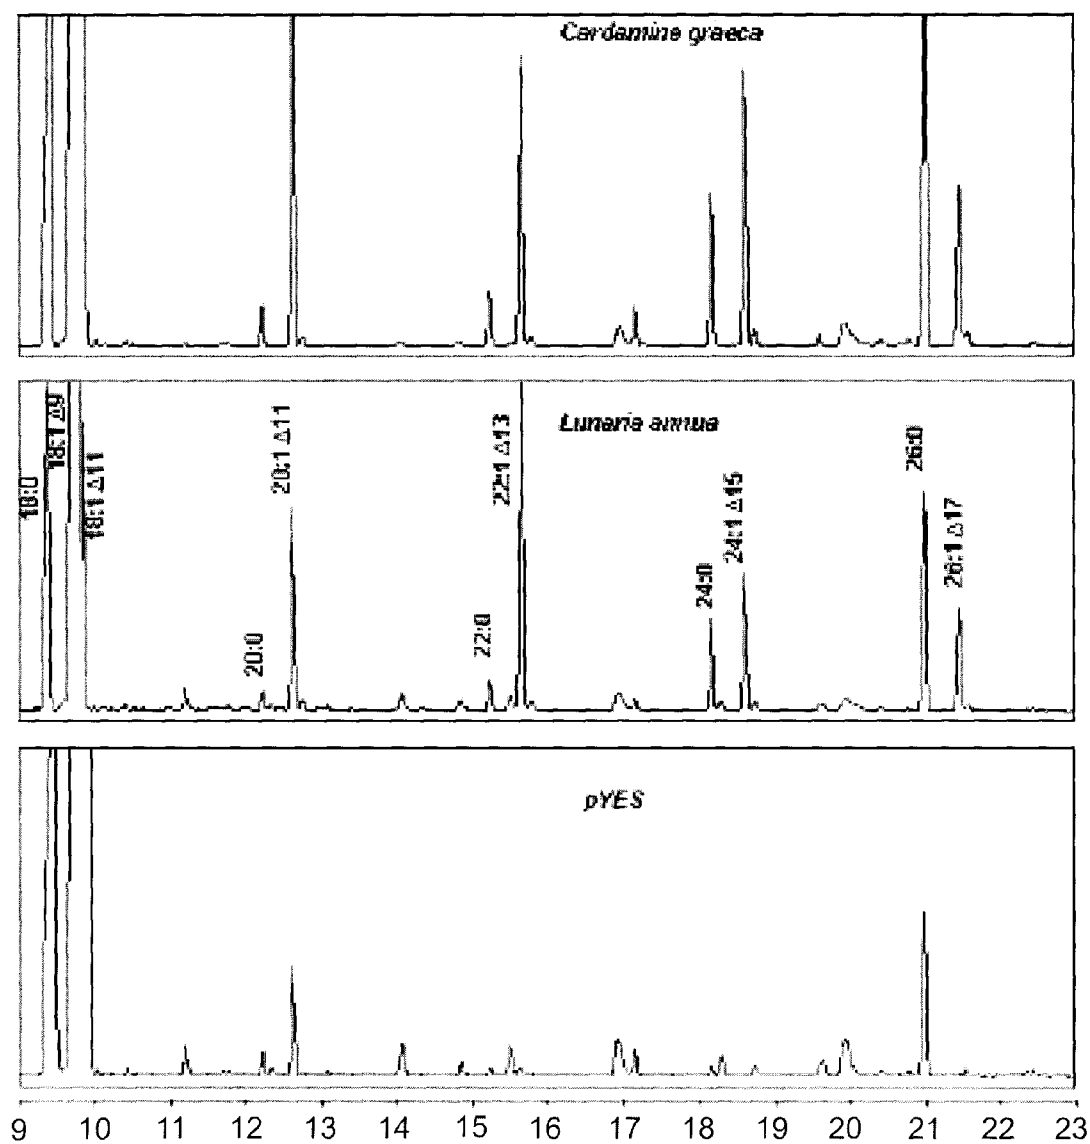 Cardamine graeca
Lunaria annua
18:0
18:1 Δ9
18:1 Δ11
20:0
20:1 Δ11
22:0
22:1 Δ13
24:0
24:1 Δ15
26:0
26:1 Δ17
pYES
9 10 11 12 13 14 15 16 17 18 19 20 21 22 23